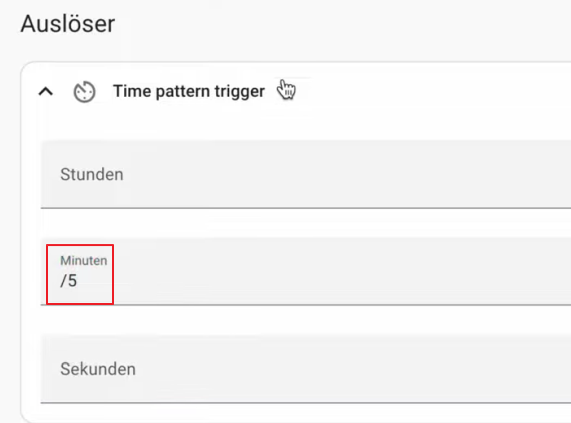 Auslöser
Time pattern trigger
Stunden
Minuten
/5
Sekunden